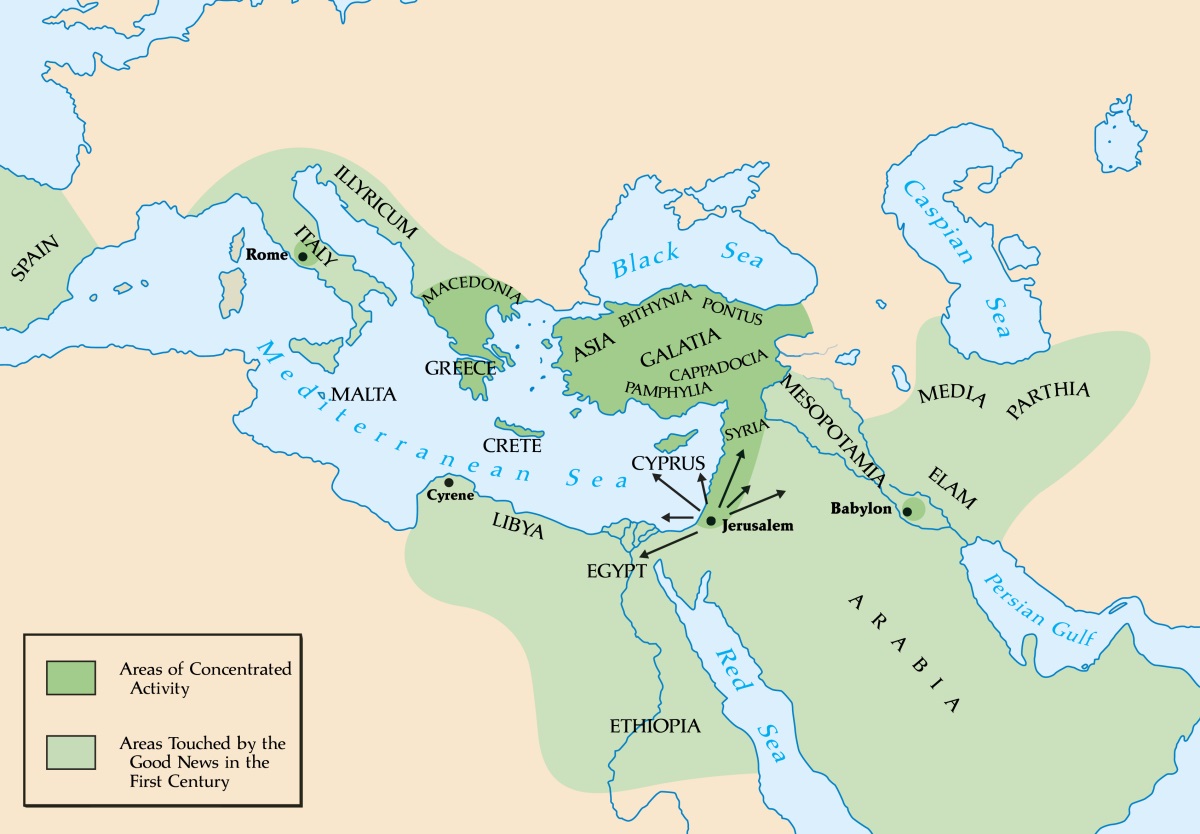 SPAIN
ILLYRICUM
ITALY
Rome
MACEDONIA
GREECE
Black Sea
Caspian
Sea
BITHYNIA
PONTUS
ASIA
GALATIA
CAPPADOCIA
PAMPHYLIA
MEDIA
PARTHIA
MESOPOTAMIA
MALTA
Mediterranean Sea
CRETE
CYPRUS
SYRIA
ELAM
Cyrene
LIBYA
Babylon
Jerusalem
EGYPT
Persian Gulf
ARABIA
Red
Sea
ETHIOPIA
Areas of Concentrated
Activity
Areas Touched by the
Good News in the
First Century